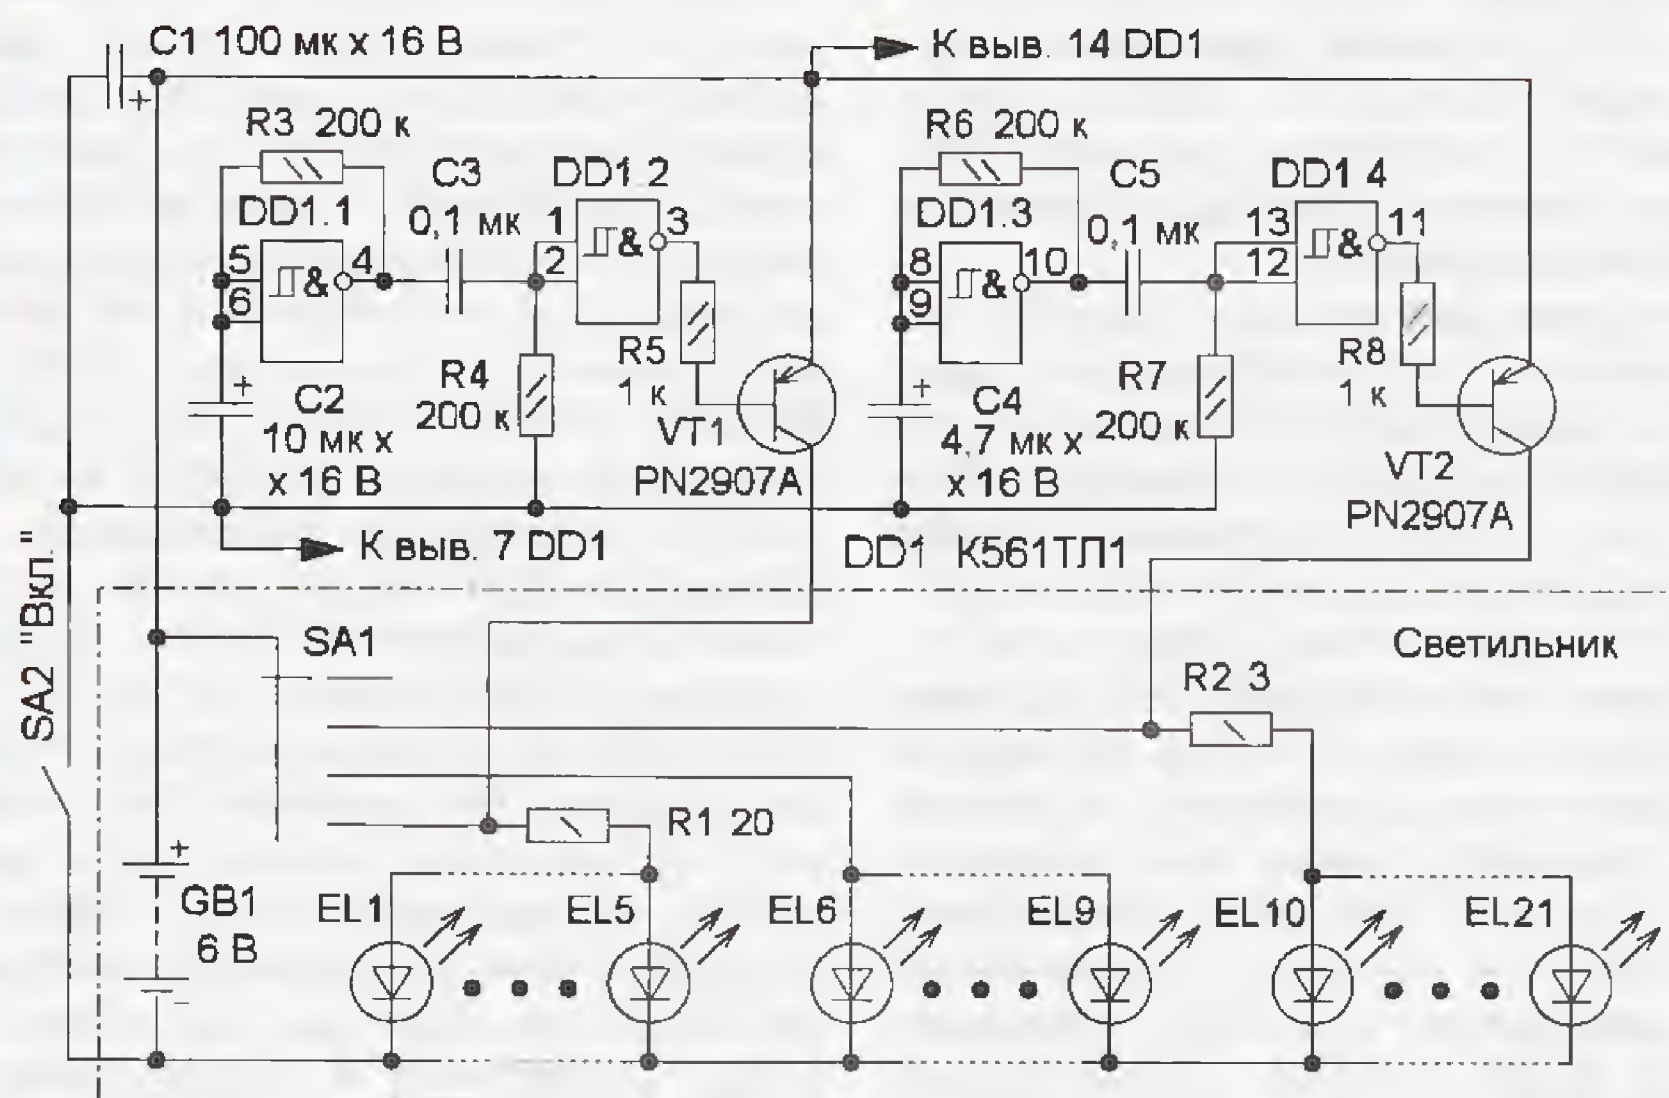 C1 100 мк х 16 В
К выв. 14 DD1
+
R3 200 к
R6 200 к
C3
DD1.2
C5
DD1 4
DD1.1
0,1 мк
1
3
DD1.3
0,1 мк
13
11
5
4
2
8
10
12
6
9
&
&
&
&
R5
1 к
R8
1 к
+
C2
10 мк х
х 16 В
R4
200 к
VT1
PN2907A
+
C4
4,7 мк х
х 16 В
R7
200 к
VT2
PN2907A
К выв. 7 DD1
DD1 К561ТЛ1
SA2 "Вкл."
SA1
Светильник
R2 3
R1 20
+
GB1
6 В
–
EL1
EL5
EL6
EL9
EL10
EL21